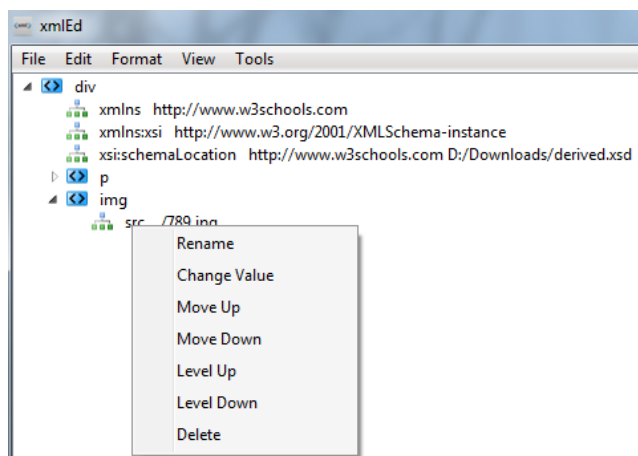 xmlEd
File Edit Format View Tools
div
xmlns http://www.w3schools.com
xmlns:xsi http://www.w3.org/2001/XMLSchema-instance
xsi:schemaLocation http://www.w3schools.com D:/Downloads/derived.xsd
p
img
src
Rename
Change Value
Move Up
Move Down
Level Up
Level Down
Delete